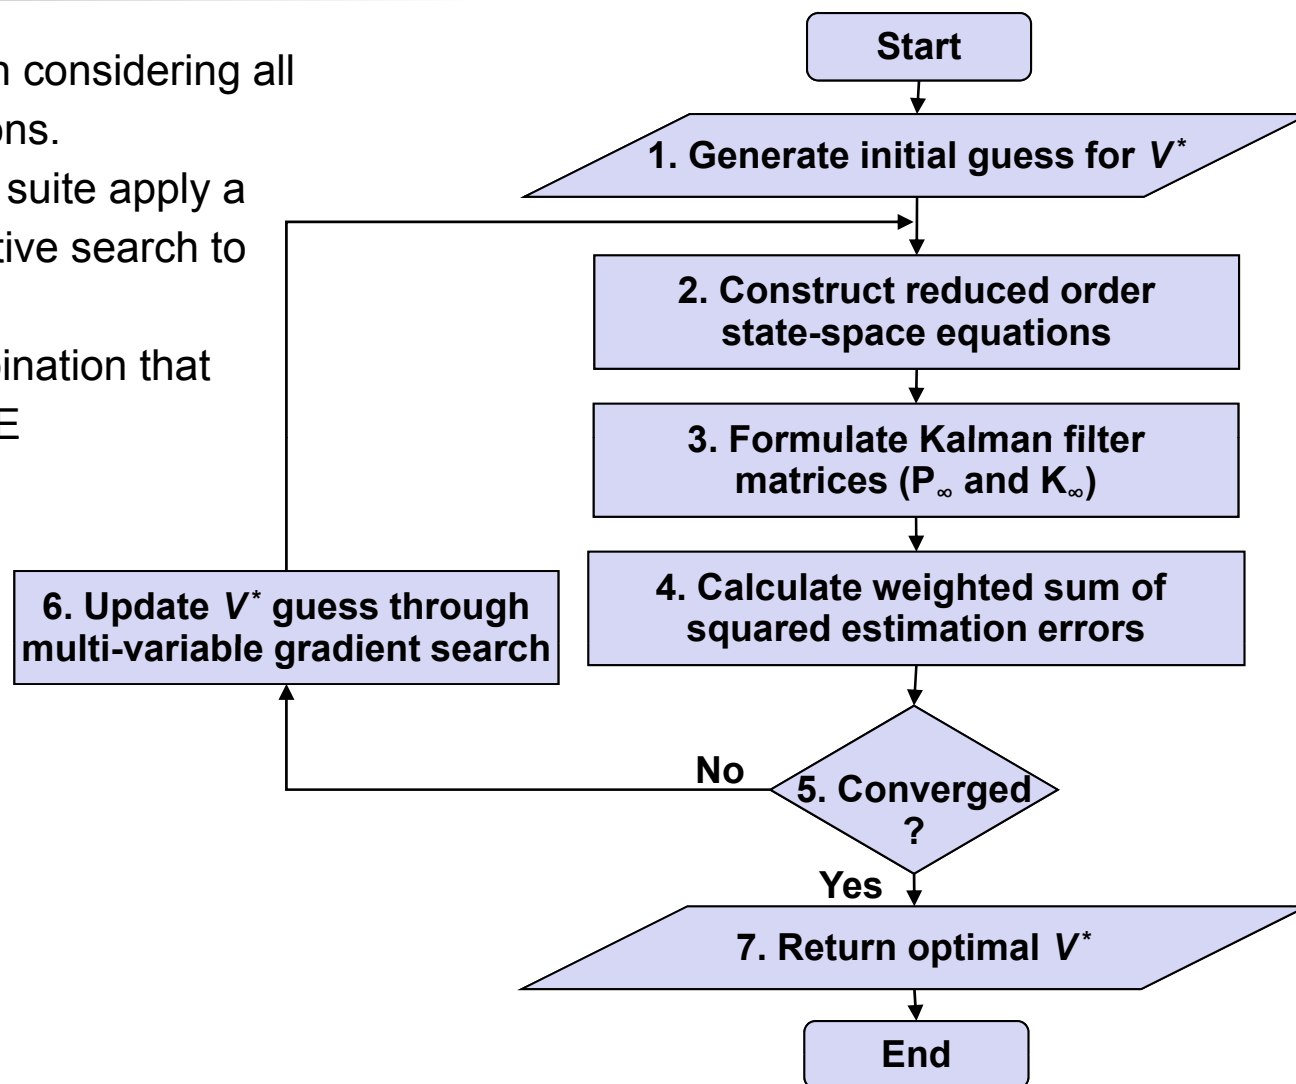 n considering all
ons.
suite apply a
tive search to
bination that
E
Start
1. Generate initial guess for V*
2. Construct reduced order
state-space equations
3. Formulate Kalman filter
matrices (P∞ and K∞)
4. Calculate weighted sum of
squared estimation errors
5. Converged
?
No
6. Update V* guess through
multi-variable gradient search
Yes
7. Return optimal V*
End